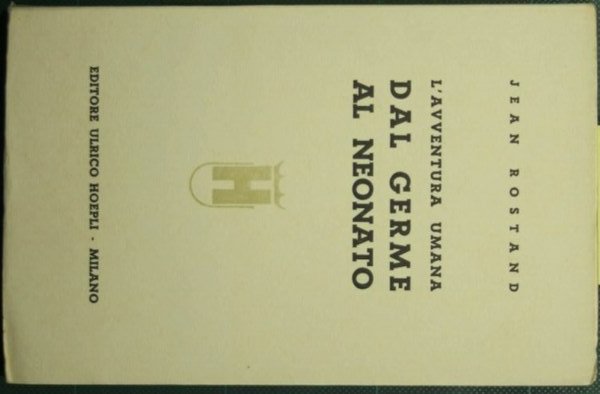 JEAN ROSTAND
L'AVVENTURA UMANA
DAL GERME
AL NEONATO
H
EDITORE ULRICO HOEPLI - MILANO